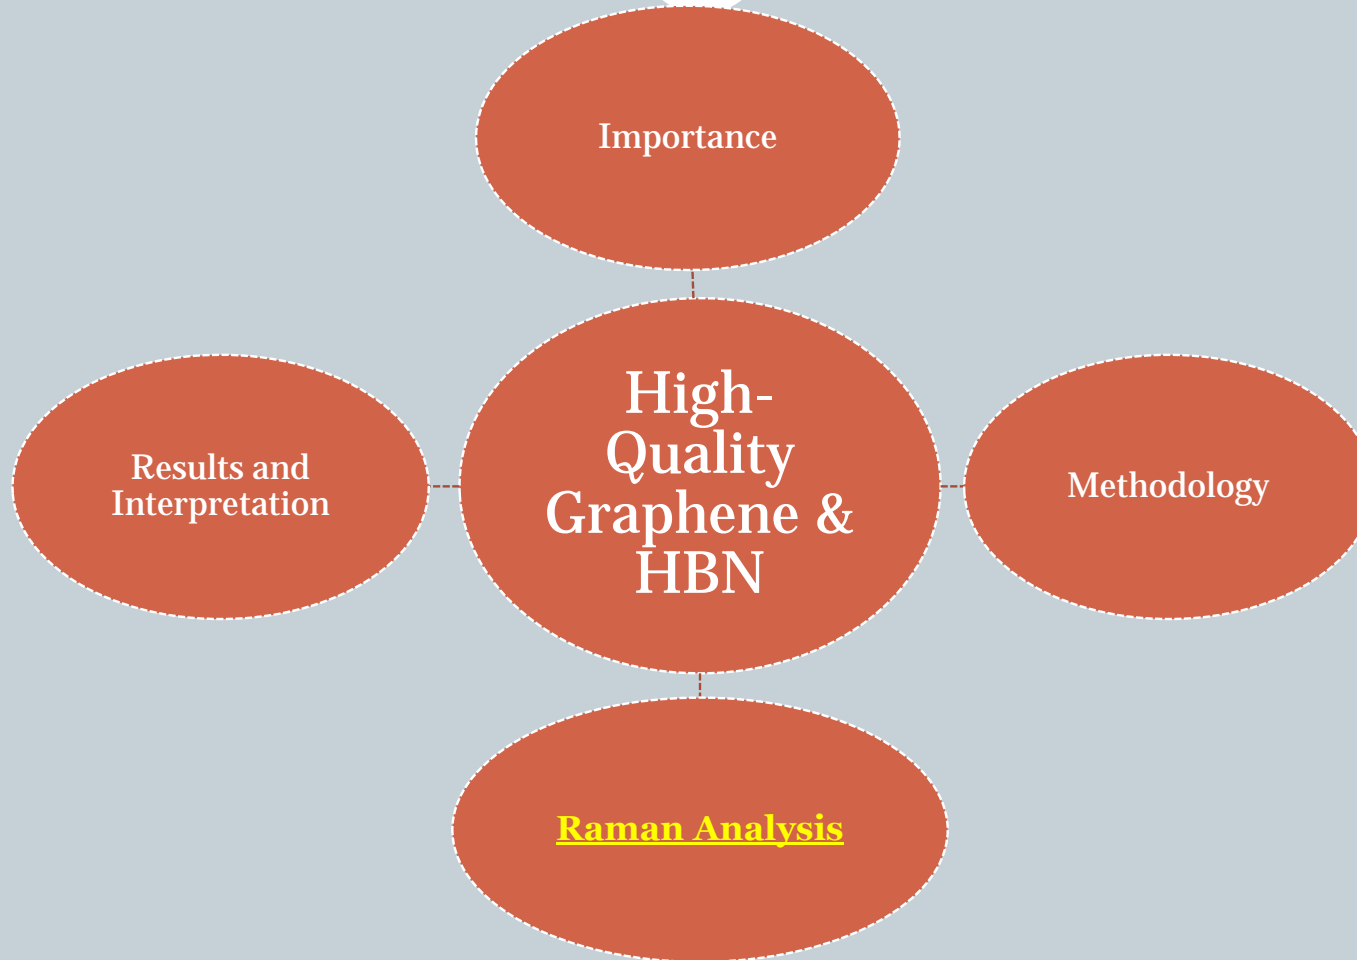 Importance
High-
Quality
Graphene &
HBN
Results and
Interpretation
Methodology
Raman Analysis